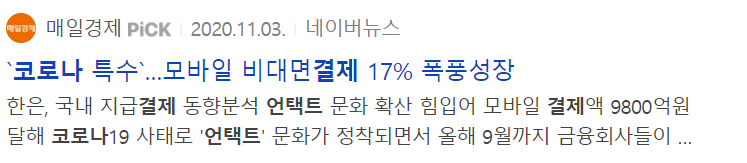 매일경제 매일경제 PiCK 2020.11.03. 네이버뉴스
`코로나 특수`...모바일 비대면결제 17% 폭풍성장
한은, 국내 지급결제 동향분석 언택트 문화 확산 힘입어 모바일 결제액 9800억원
달해 코로나19 사태로 '언택트' 문화가 정착되면서 올해 9월까지 금융회사들이 ...